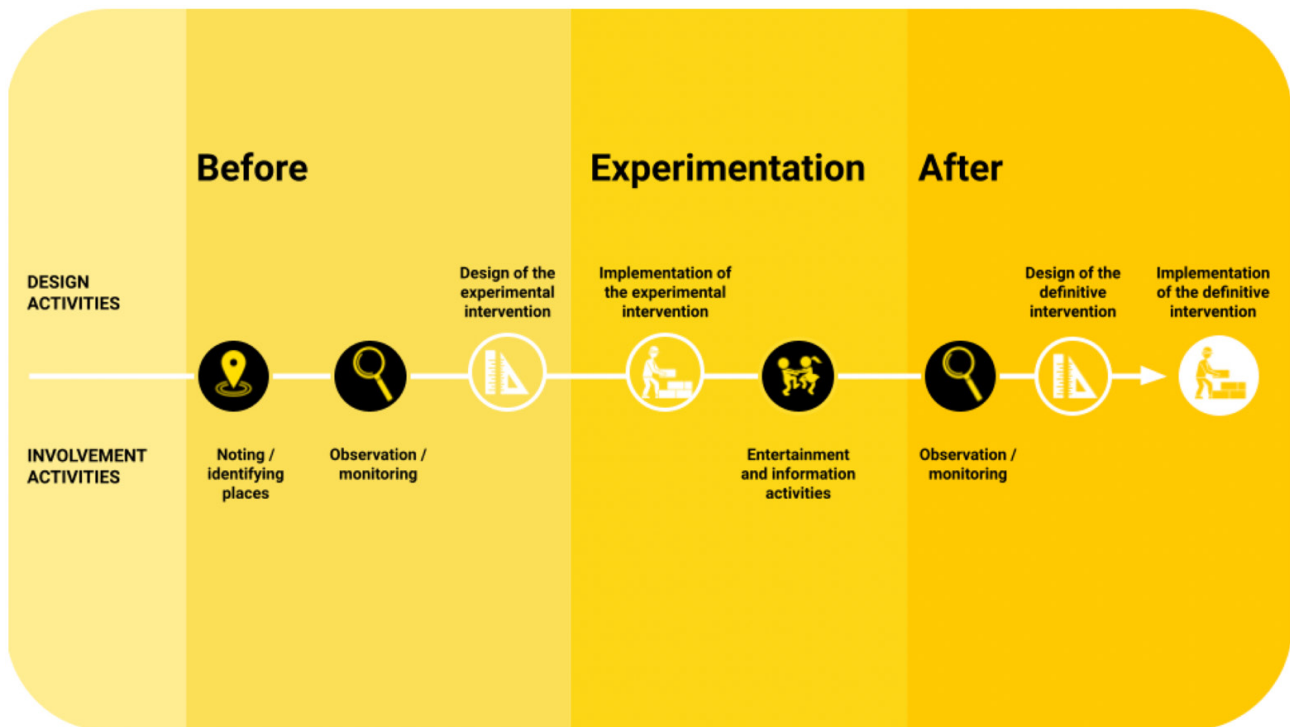 Before
Experimentation
After
DESIGN
ACTIVITIES
Design of the
experimental
intervention
Implementation of
the experimental
intervention
Design of the
definitive
intervention
Implementation
of the definitive
intervention
INVOLVEMENT
ACTIVITIES
Noting /
identifying
places
Observation /
monitoring
Entertainment
and information
activities
Observation /
monitoring